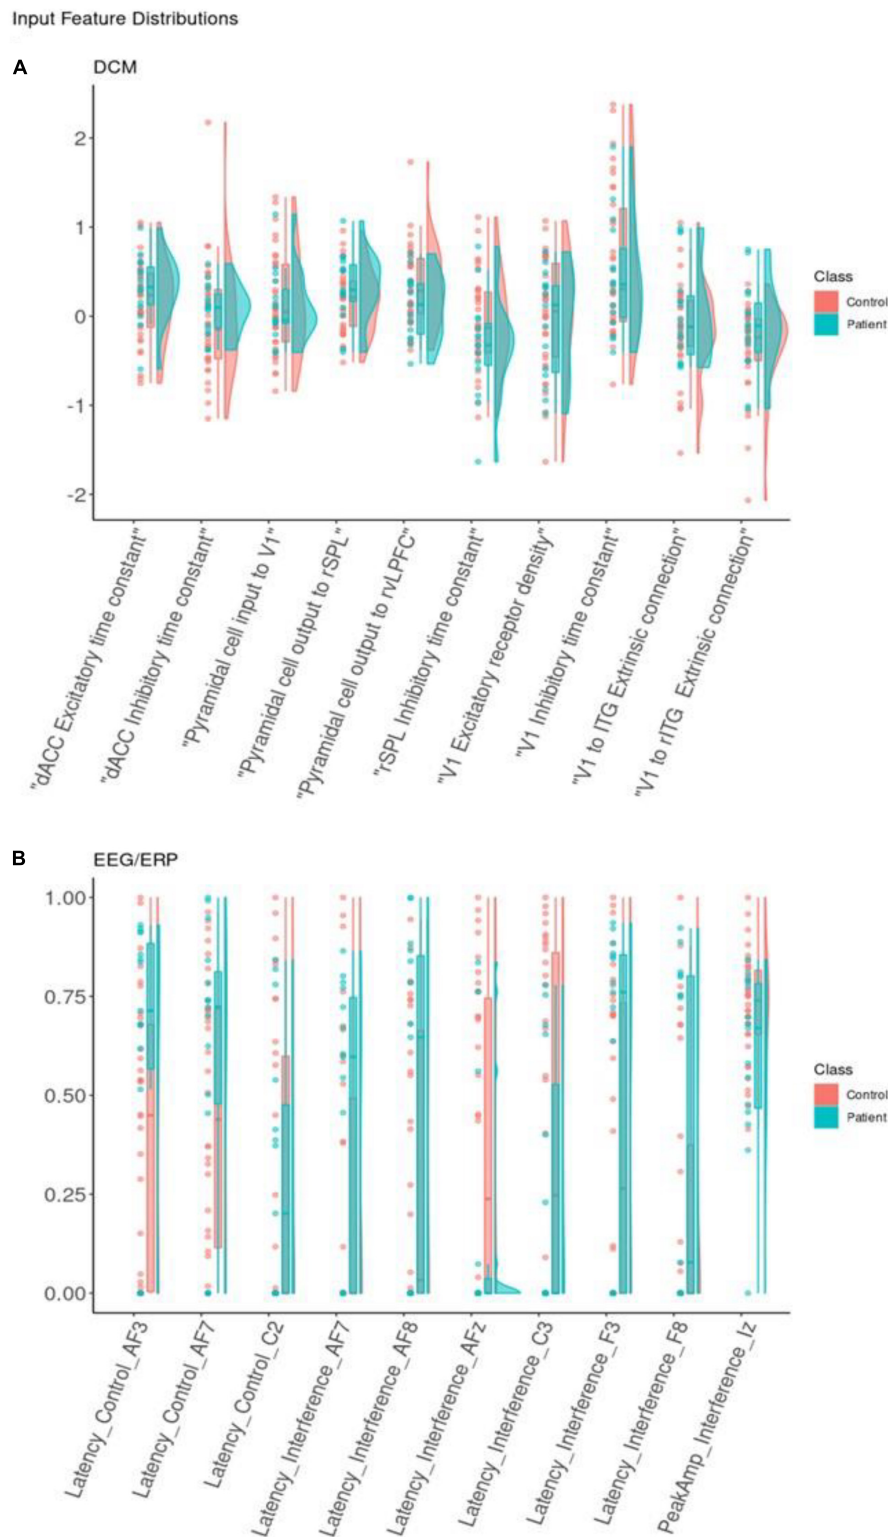 Input Feature Distributions
A
DCM
2
1
0
-1
-2
Class
Control
Patient
"dACC Excitatory time constant"
"dACC Inhibitory time constant"
"Pyramidal cell input to V1"
"Pyramidal cell output to rSPL"
"Pyramidal cell output to rvLPFC"
"rSPL Inhibitory time constant"
"V1 Excitatory receptor density"
"V1 Inhibitory time constant"
"V1 to lTG Extrinsic connection"
"V1 to rITG  Extrinsic connection"
B
EEG/ERP
1.00
0.75
0.50
0.25
0.00
Class
Control
Patient
Latency_Control_AF3
Latency_Control_AF7
Latency_Control_C2
Latency_Interference_AF7
Latency_Interference_AF8
Latency_Interference_AFz
Latency_Interference_C3
Latency_Interference_F3
Latency_Interference_F8
PeakAmp_Interference_Iz